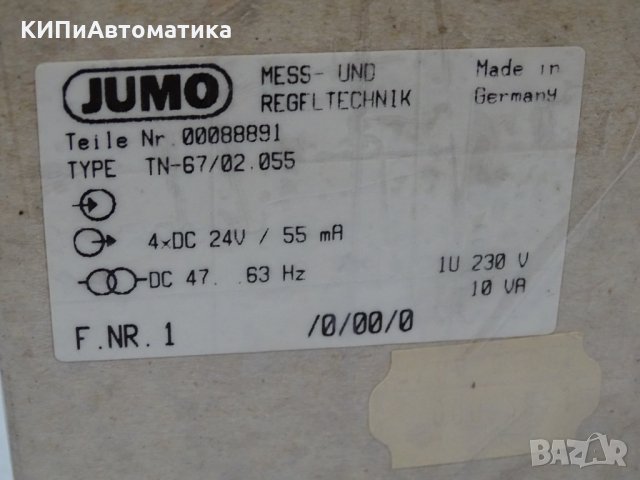 КИПиАвтоматика
JUMO MESS- UND REGELTECHNIK Made in Germany
Teile Nr. 00088891
TYPE TN-67/02.055
4xDC 24V / 55 mA
DC 47. .63 Hz 1U 230 V
10 VA
F.NR. 1 /0/00/0
BAZAR